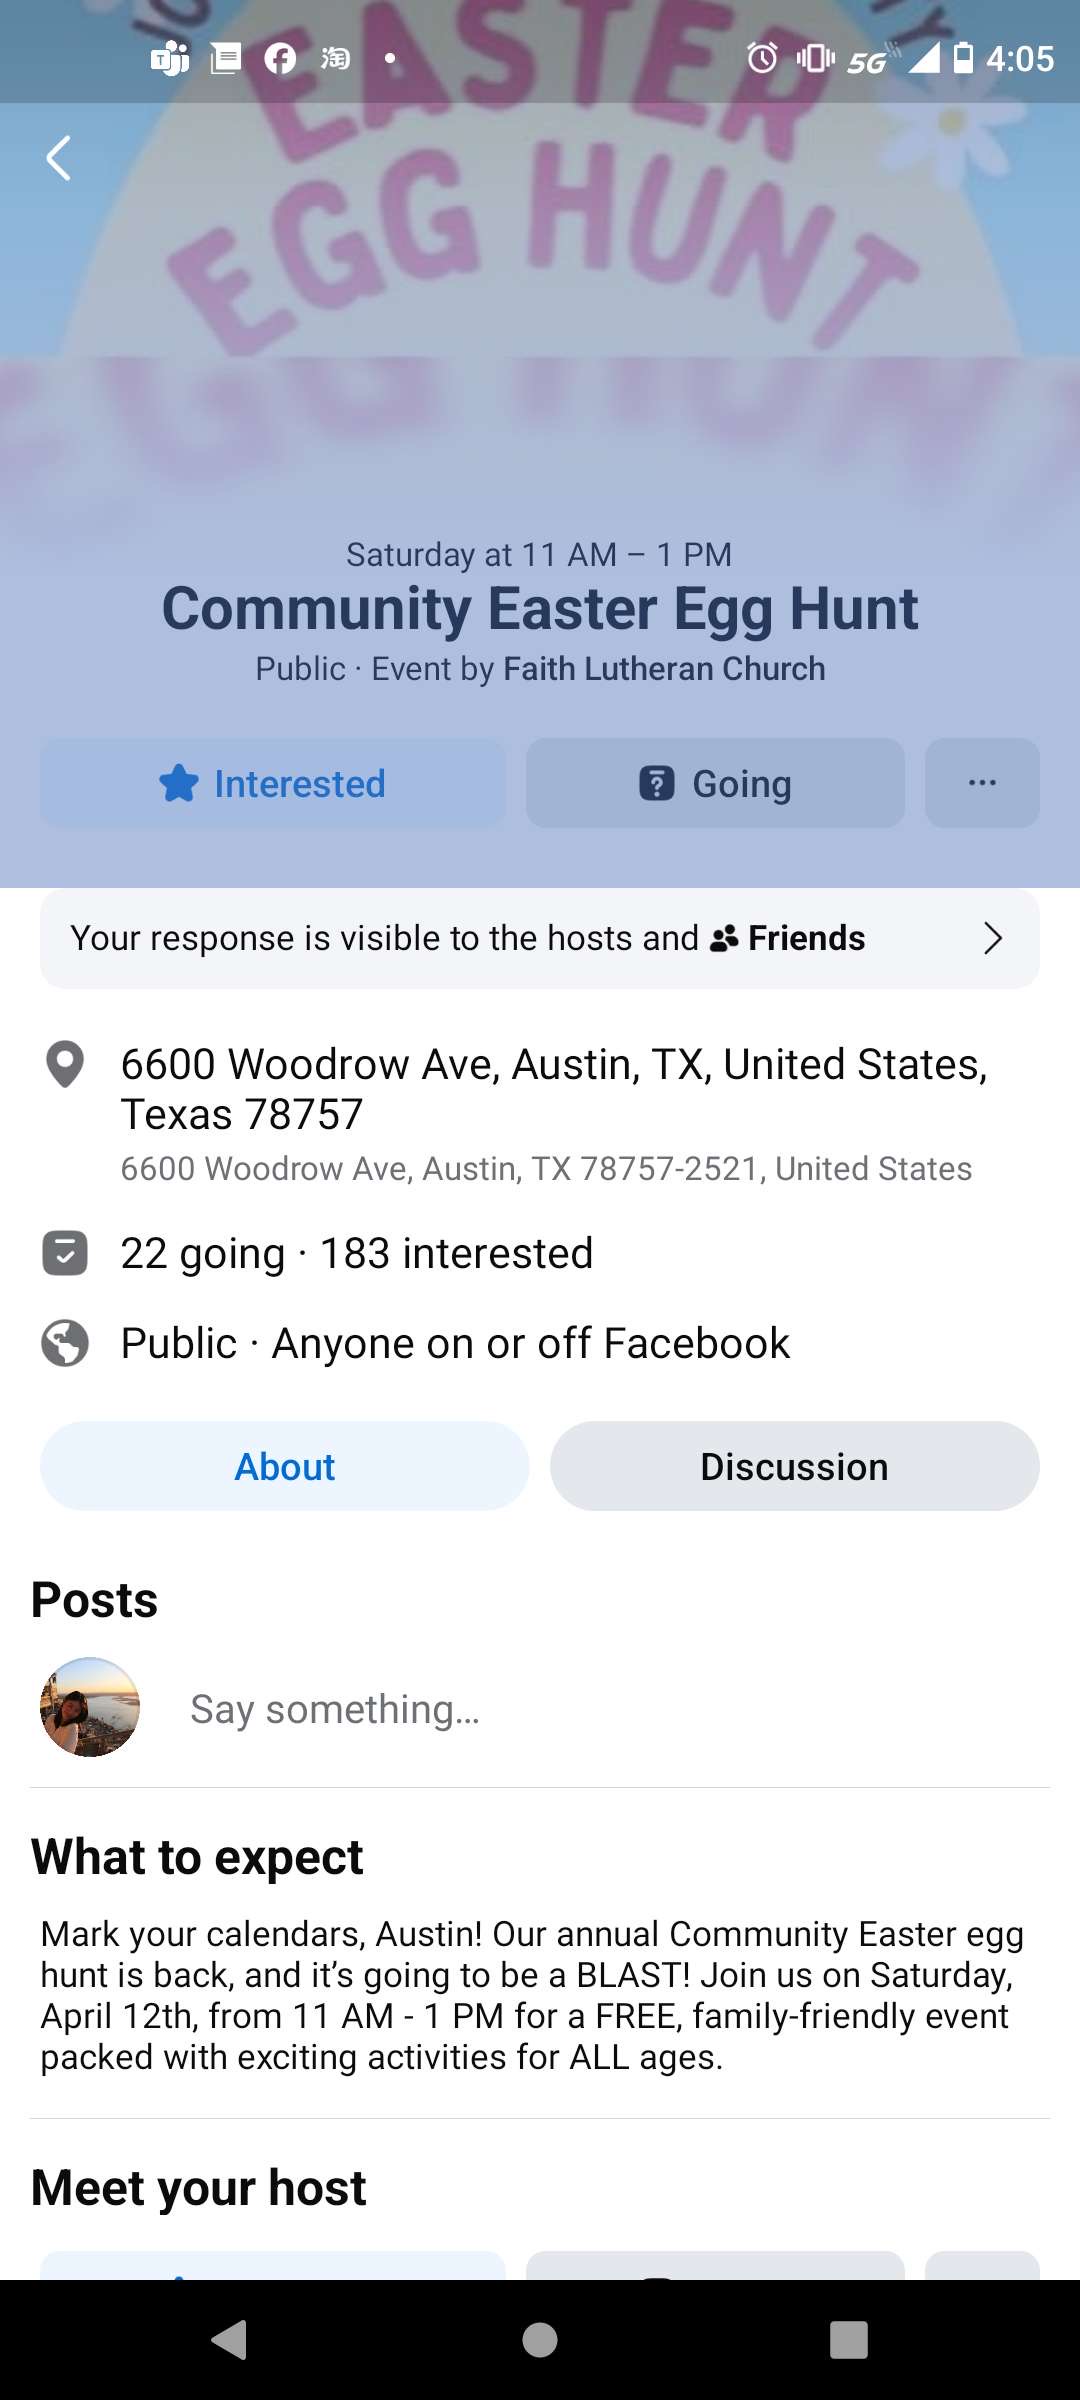 4:05
5G
淘
EASTER
EGG HUNT
Saturday at 11 AM – 1 PM
Community Easter Egg Hunt
Public · Event by Faith Lutheran Church
Interested
Going
Your response is visible to the hosts and Friends
6600 Woodrow Ave, Austin, TX, United States,
Texas 78757
6600 Woodrow Ave, Austin, TX 78757-2521, United States
22 going · 183 interested
Public · Anyone on or off Facebook
About
Discussion
Posts
Say something...
What to expect
Mark your calendars, Austin! Our annual Community Easter egg
hunt is back, and it’s going to be a BLAST! Join us on Saturday,
April 12th, from 11 AM - 1 PM for a FREE, family-friendly event
packed with exciting activities for ALL ages.
Meet your host